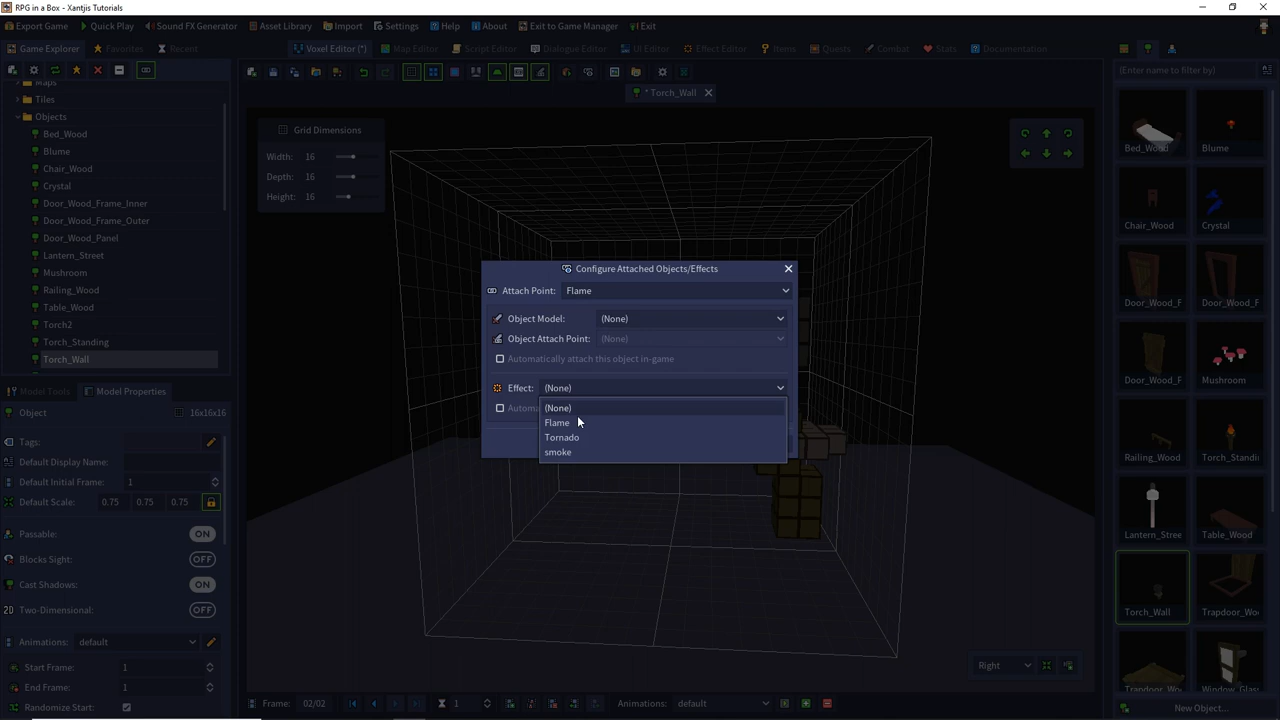 RPG in a Box - Xantjis Tutorials
Export Game
Quick Play
Sound FX Generator
Asset Library
Import
Settings
Help
About
Exit to Game Manager
Exit
Game Explorer
Favorites
Recent
Voxel Editor (*)
Map Editor
Script Editor
Dialogue Editor
UI Editor
Effect Editor
Items
Quests
Combat
Stats
Documentation
* Torch_Wall
(Enter name to filter by)
Maps
Tiles
Objects
Bed_Wood
Blume
Chair_Wood
Crystal
Door_Wood_Frame_Inner
Door_Wood_Frame_Outer
Door_Wood_Panel
Lantern_Street
Mushroom
Railing_Wood
Table_Wood
Torch2
Torch_Standing
Torch_Wall
Grid Dimensions
Width: 16
Depth: 16
Height: 16
Configure Attached Objects/Effects
Attach Point: Flame
Object Model: (None)
Object Attach Point: (None)
Automatically attach this object in-game
Effect: (None)
Automa
(None)
Flame
Tornado
smoke
Model Tools
Model Properties
Object
16x16x16
Tags:
Default Display Name:
Default Initial Frame: 1
Default Scale: 0.75 0.75 0.75
Passable: ON
Blocks Sight: OFF
Cast Shadows: ON
2D Two-Dimensional: OFF
Animations: default
Start Frame: 1
End Frame: 1
Randomize Start:
Bed_Wood
Blume
Chair_Wood
Crystal
Door_Wood_F
Door_Wood_F
Door_Wood_F
Mushroom
Railing_Wood
Torch_Standi
Lantern_Stree
Table_Wood
Torch_Wall
Trapdoor_Wo
Trapdoor_Wo
Window_Glas
New Object...
Right
Frame: 02/02
1
Animations: default